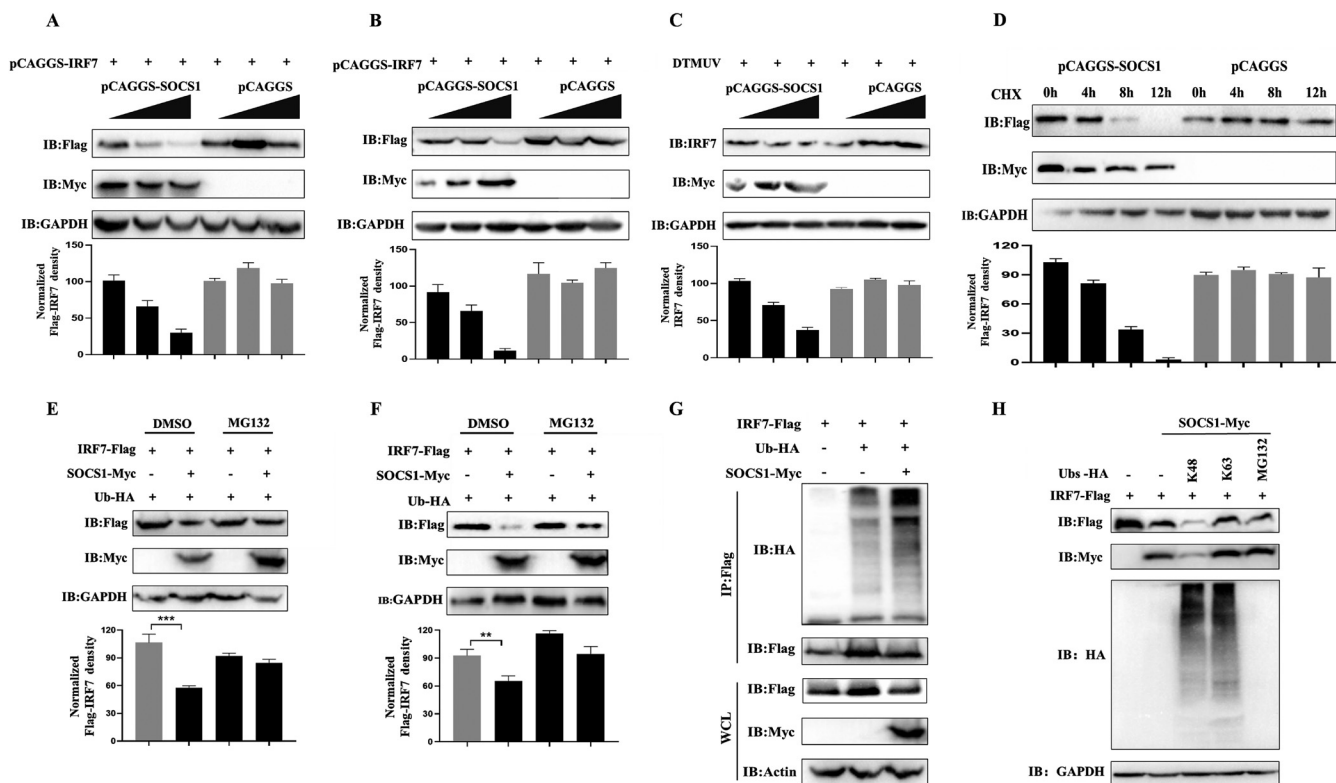 A
pCAGGS-IRF7 + + + + + +
pCAGGS-SOCS1 pCAGGS
IB:Flag
IB:Myc
IB:GAPDH
Normalized
Flag-IRF7 density
150
100
50
0
B
pCAGGS-IRF7 + + + + + +
pCAGGS-SOCS1 pCAGGS
IB:Flag
IB:Myc
IB:GAPDH
Normalized
Flag-IRF7 density
150
100
50
0
C
DTMUV + + + + + +
pCAGGS-SOCS1 pCAGGS
IB:IRF7
IB:Myc
IB:GAPDH
Normalized
IRF7 density
150
100
50
0
D
pCAGGS-SOCS1 pCAGGS
CHX 0h 4h 8h 12h 0h 4h 8h 12h
IB:Flag
IB:Myc
IB:GAPDH
Normalized
Flag-IRF7 density
120
90
60
30
0
E
DMSO MG132
IRF7-Flag + + + +
SOCS1-Myc - + - +
Ub-HA + + + +
IB:Flag
IB:Myc
IB:GAPDH
***
Normalized
Flag-IRF7 density
120
90
60
30
0
F
DMSO MG132
IRF7-Flag + + + +
SOCS1-Myc - + - +
Ub-HA + + + +
IB:Flag
IB:Myc
IB:GAPDH
**
Normalized
Flag-IRF7 density
120
90
60
30
0
G
IRF7-Flag + + +
Ub-HA - + +
SOCS1-Myc - - +
IP:Flag
IB:HA
IB:Flag
WCL
IB:Flag
IB:Myc
IB:Actin
H
SOCS1-Myc
Ubs -HA - - K48 K63 MG132
IRF7-Flag + + + + +
IB:Flag
IB:Myc
IB: HA
IB: GAPDH